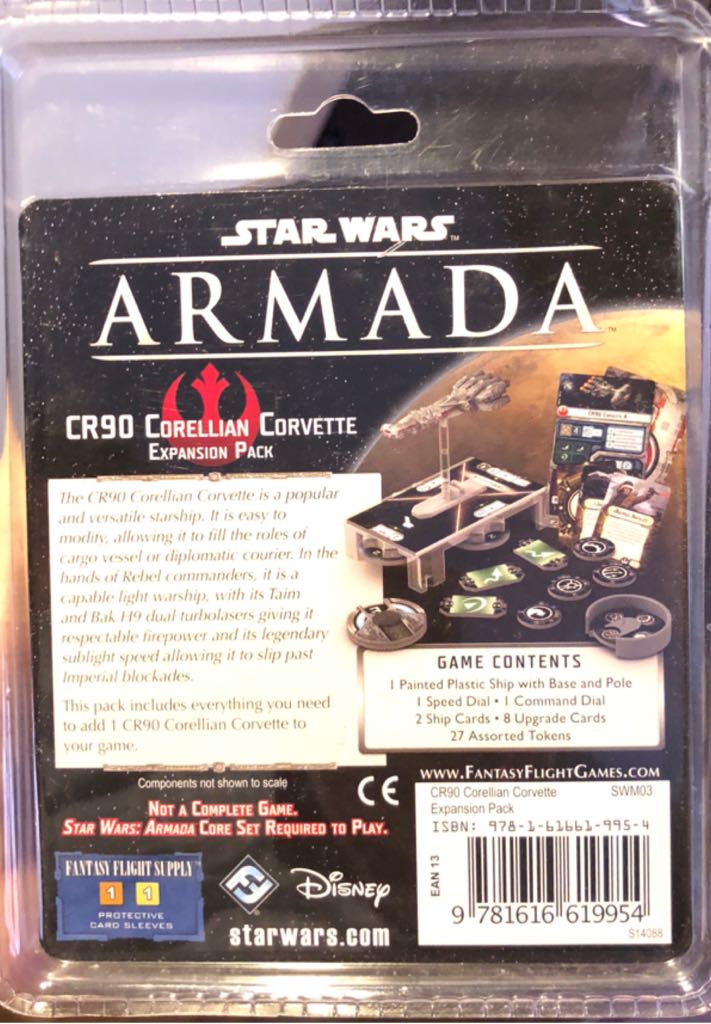 STAR WARS™
ARMADA™
CR90 CORELLIAN CORVETTE
EXPANSION PACK
The CR90 Corellian Corvette is a popular
and versatile starship. It is easy to
modify, allowing it to fill the roles of
cargo vessel or diplomatic courier. In the
hands of Rebel commanders, it is a
capable light warship, with its Taim
and Bak H9 dual turbolasers giving it
respectable firepower and its legendary
sublight speed allowing it to slip past
Imperial blockades.
This pack includes everything you need
to add 1 CR90 Corellian Corvette to
your game.
CR90 Corvette A
GAME CONTENTS
1 Painted Plastic Ship with Base and Pole
1 Speed Dial • 1 Command Dial
2 Ship Cards • 8 Upgrade Cards
27 Assorted Tokens
Components not shown to scale
CE
NOT A COMPLETE GAME.
STAR WARS: ARMADA CORE SET REQUIRED TO PLAY.
FANTASY FLIGHT SUPPLY
1 1
PROTECTIVE
CARD SLEEVES
Disney
starwars.com
WWW.FANTASYFLIGHTGAMES.COM
CR90 Corellian Corvette SWM03
Expansion Pack
ISBN: 978-1-61661-995-4
EAN 13
9 781616 619954
S14088